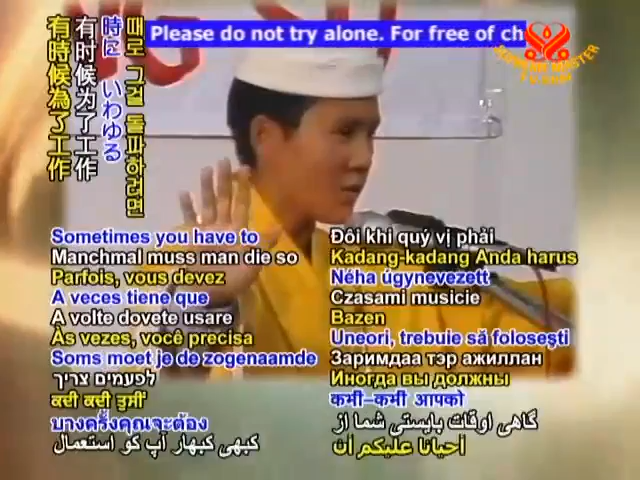 Please do not try alone. For free of ch
SUPREME MASTER
TV.COM
有時候為了工作
有时候为了工作
時に いわゆる
때로 그걸 돌파하려면
Sometimes you have to
Manchmal muss man die so
Parfois, vous devez
A veces tiene que
A volte dovete usare
Às vezes, você precisa
Soms moet je de zogenaamde
לפעמים צריך
ਕਦੀ ਕਦੀ ਤੁਸੀਂ
บางครั้งคุณจะต้อง
کبھی کبھار آپ کو استعمال
Đôi khi quý vị phải
Kadang-kadang Anda harus
Néha úgynevezett
Czasami musicie
Bazen
Uneori, trebuie să folosești
Заримдаа тэр ажиллан
Иногда вы должны
कभी-कभी आपको
گاهی اوقات بایستی شما از
أحيانا عليكم أن